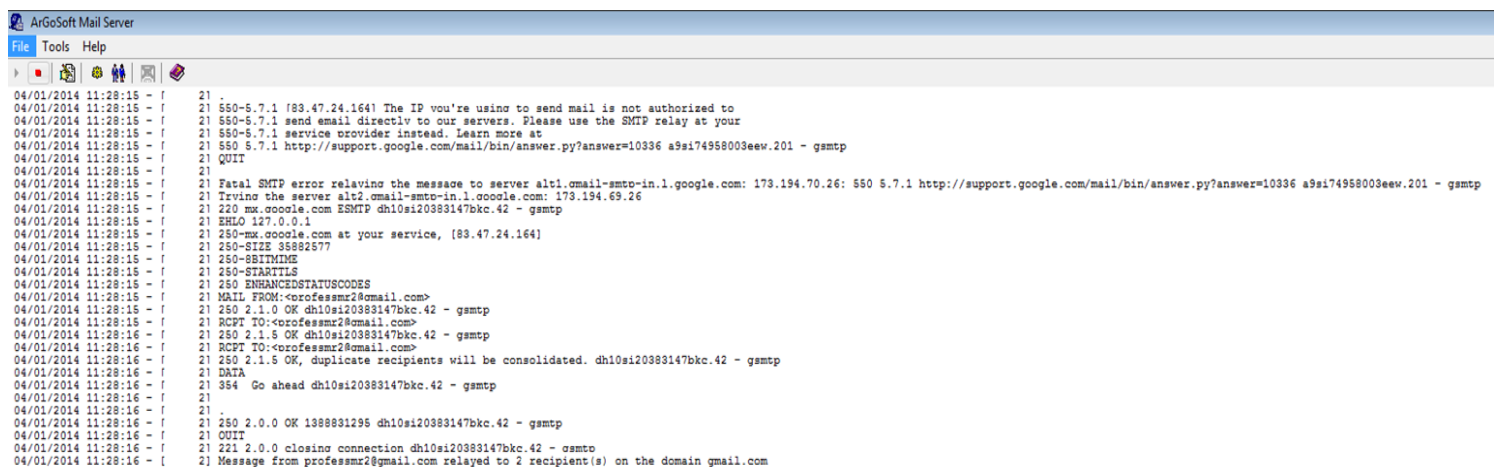 ArGoSoft Mail Server
File Tools Help
04/01/2014 11:28:15 - [ 2] .
04/01/2014 11:28:15 - [ 2] 550-5.7.1 [83.47.24.164] The IP you're using to send mail is not authorized to
04/01/2014 11:28:15 - [ 2] 550-5.7.1 send email directly to our servers. Please use the SMTP relay at your
04/01/2014 11:28:15 - [ 2] 550-5.7.1 service provider instead. Learn more at
04/01/2014 11:28:15 - [ 2] 550 5.7.1 http://support.google.com/mail/bin/answer.py?answer=10336 a9si74958003eew.201 - gsmtp
04/01/2014 11:28:15 - [ 2] QUIT
04/01/2014 11:28:15 - [ 2]
04/01/2014 11:28:15 - [ 2] Fatal SMTP error relaying the message to server alt1.gmail-smtp-in.l.google.com: 173.194.70.26: 550 5.7.1 http://support.google.com/mail/bin/answer.py?answer=10336 a9si74958003eew.201 - gsmtp
04/01/2014 11:28:15 - [ 2] Trying the server alt2.gmail-smtp-in.l.google.com: 173.194.69.26
04/01/2014 11:28:15 - [ 2] 220 mx.google.com ESMTP dh10si20383147bkc.42 - gsmtp
04/01/2014 11:28:15 - [ 2] EHLO 127.0.0.1
04/01/2014 11:28:15 - [ 2] 250-mx.google.com at your service, [83.47.24.164]
04/01/2014 11:28:15 - [ 2] 250-SIZE 35882577
04/01/2014 11:28:15 - [ 2] 250-8BITMIME
04/01/2014 11:28:15 - [ 2] 250-STARTTLS
04/01/2014 11:28:15 - [ 2] 250 ENHANCEDSTATUSCODES
04/01/2014 11:28:15 - [ 2] MAIL FROM:<professmr2@gmail.com>
04/01/2014 11:28:15 - [ 2] 250 2.1.0 OK dh10si20383147bkc.42 - gsmtp
04/01/2014 11:28:15 - [ 2] RCPT TO:<professmr2@gmail.com>
04/01/2014 11:28:16 - [ 2] 250 2.1.5 OK dh10si20383147bkc.42 - gsmtp
04/01/2014 11:28:16 - [ 2] RCPT TO:<professmr2@gmail.com>
04/01/2014 11:28:16 - [ 2] 250 2.1.5 OK, duplicate recipients will be consolidated. dh10si20383147bkc.42 - gsmtp
04/01/2014 11:28:16 - [ 2] DATA
04/01/2014 11:28:16 - [ 2] 354 Go ahead dh10si20383147bkc.42 - gsmtp
04/01/2014 11:28:16 - [ 2]
04/01/2014 11:28:16 - [ 2] .
04/01/2014 11:28:16 - [ 2] 250 2.0.0 OK 1388831295 dh10si20383147bkc.42 - gsmtp
04/01/2014 11:28:16 - [ 2] QUIT
04/01/2014 11:28:16 - [ 2] 221 2.0.0 closing connection dh10si20383147bkc.42 - gsmtp
04/01/2014 11:28:16 - [ 2] Message from professmr2@gmail.com relayed to 2 recipient(s) on the domain gmail.com